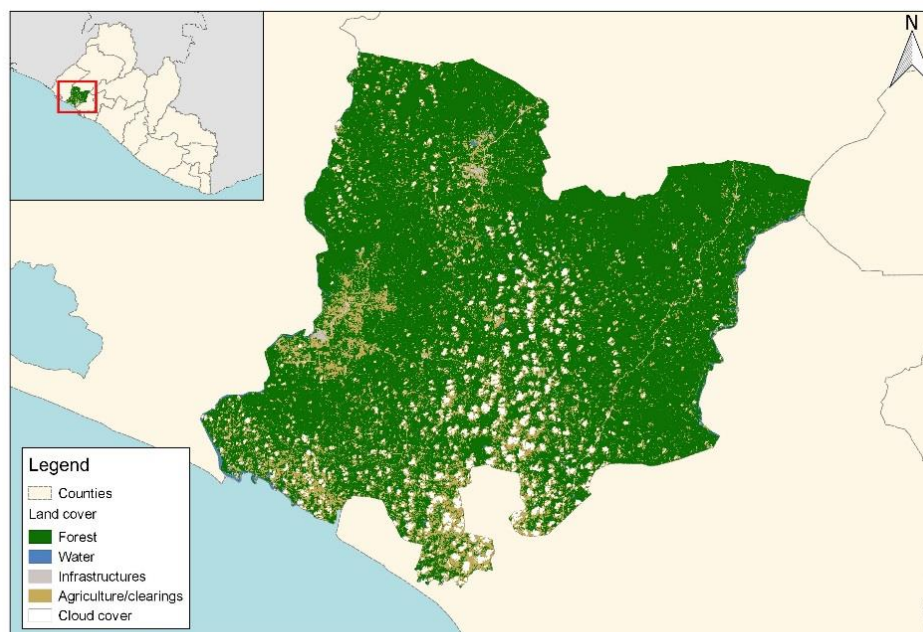 N
Legend
Counties
Land cover
Forest
Water
Infrastructures
Agriculture/clearings
Cloud cover